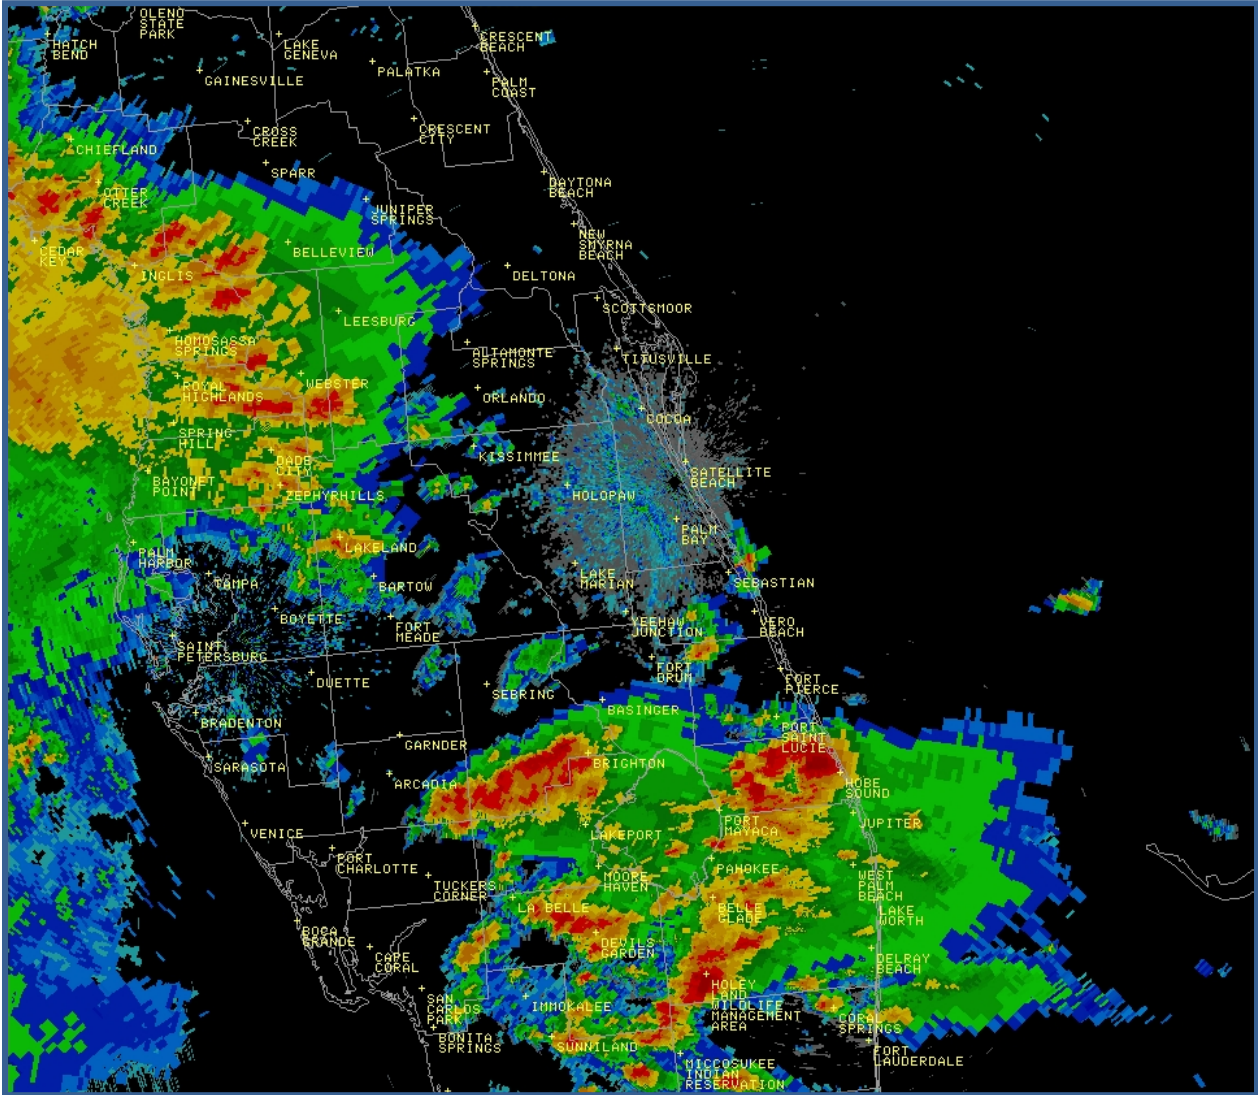 OLENO
STATE
PARK
HATCH
BEND
LAKE
GENEVA
CRESCENT
BEACH
GAINESVILLE
PALATKA
PALM
COAST
CROSS
CREEK
CRESCENT
CITY
CHIEFLAND
SPARR
OTTER
CREEK
DAYTONA
BEACH
JUNIPER
SPRINGS
CEDAR
KEY
BELLEVIEW
NEW
SMYRNA
BEACH
INGLIS
DELTONA
SCOTTSMOOR
LEESBURG
HOMOSASSA
SPRINGS
ALTAMONTE
SPRINGS
TITUSVILLE
ROYAL
HIGHLANDS
WEBSTER
ORLANDO
COCOA
SPRING
HILL
DADE
CITY
KISSIMMEE
SATELLITE
BEACH
BAYONET
POINT
ZEPHYRHILLS
HOLOPAW
PALM
BAY
PALM
HARBOR
LAKELAND
TAMPA
BARTOW
LAKE
MARIAN
SEBASTIAN
BOYETTE
FORT
MEADE
YEEHAW
JUNCTION
VERO
BEACH
SAINT
PETERSBURG
DUETTE
SEBRING
FORT
DRUM
FORT
PIERCE
BRADENTON
BASINGER
PORT
SAINT
LUCIE
GARNDER
SARASOTA
ARCADIA
BRIGHTON
HOBE
SOUND
VENICE
LAKEPORT
PORT
MAYACA
JUPITER
PORT
CHARLOTTE
TUCKERS
CORNER
MOORE
HAVEN
PAHOKEE
WEST
PALM
BEACH
LA BELLE
BELLE
GLADE
LAKE
WORTH
BOCA
GRANDE
CAPE
CORAL
DEVILS
GARDEN
DELRAY
BEACH
SAN
CARLOS
PARK
IMMOKALEE
HOLEY
LAND
WILDLIFE
MANAGEMENT
AREA
CORAL
SPRINGS
BONITA
SPRINGS
SUNNILAND
FORT
LAUDERDALE
MICCOSUKEE
INDIAN
RESERVATION